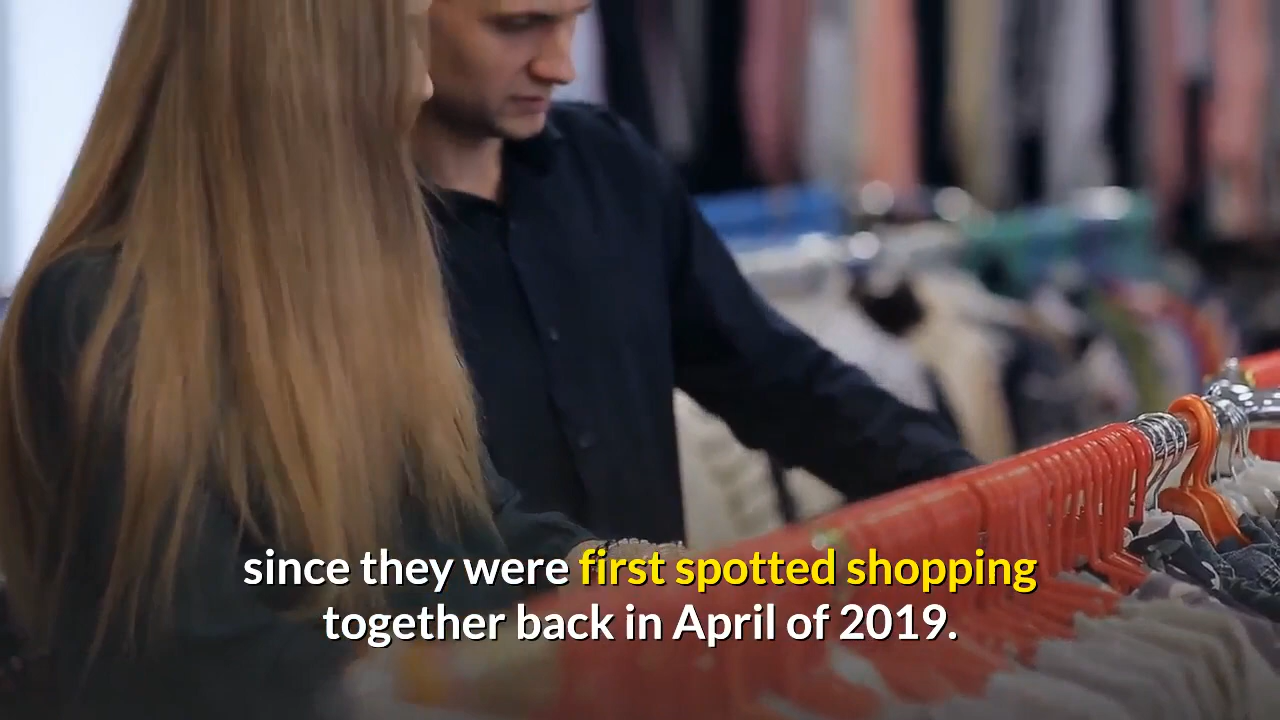 since they were first spotted shopping
together back in April of 2019.